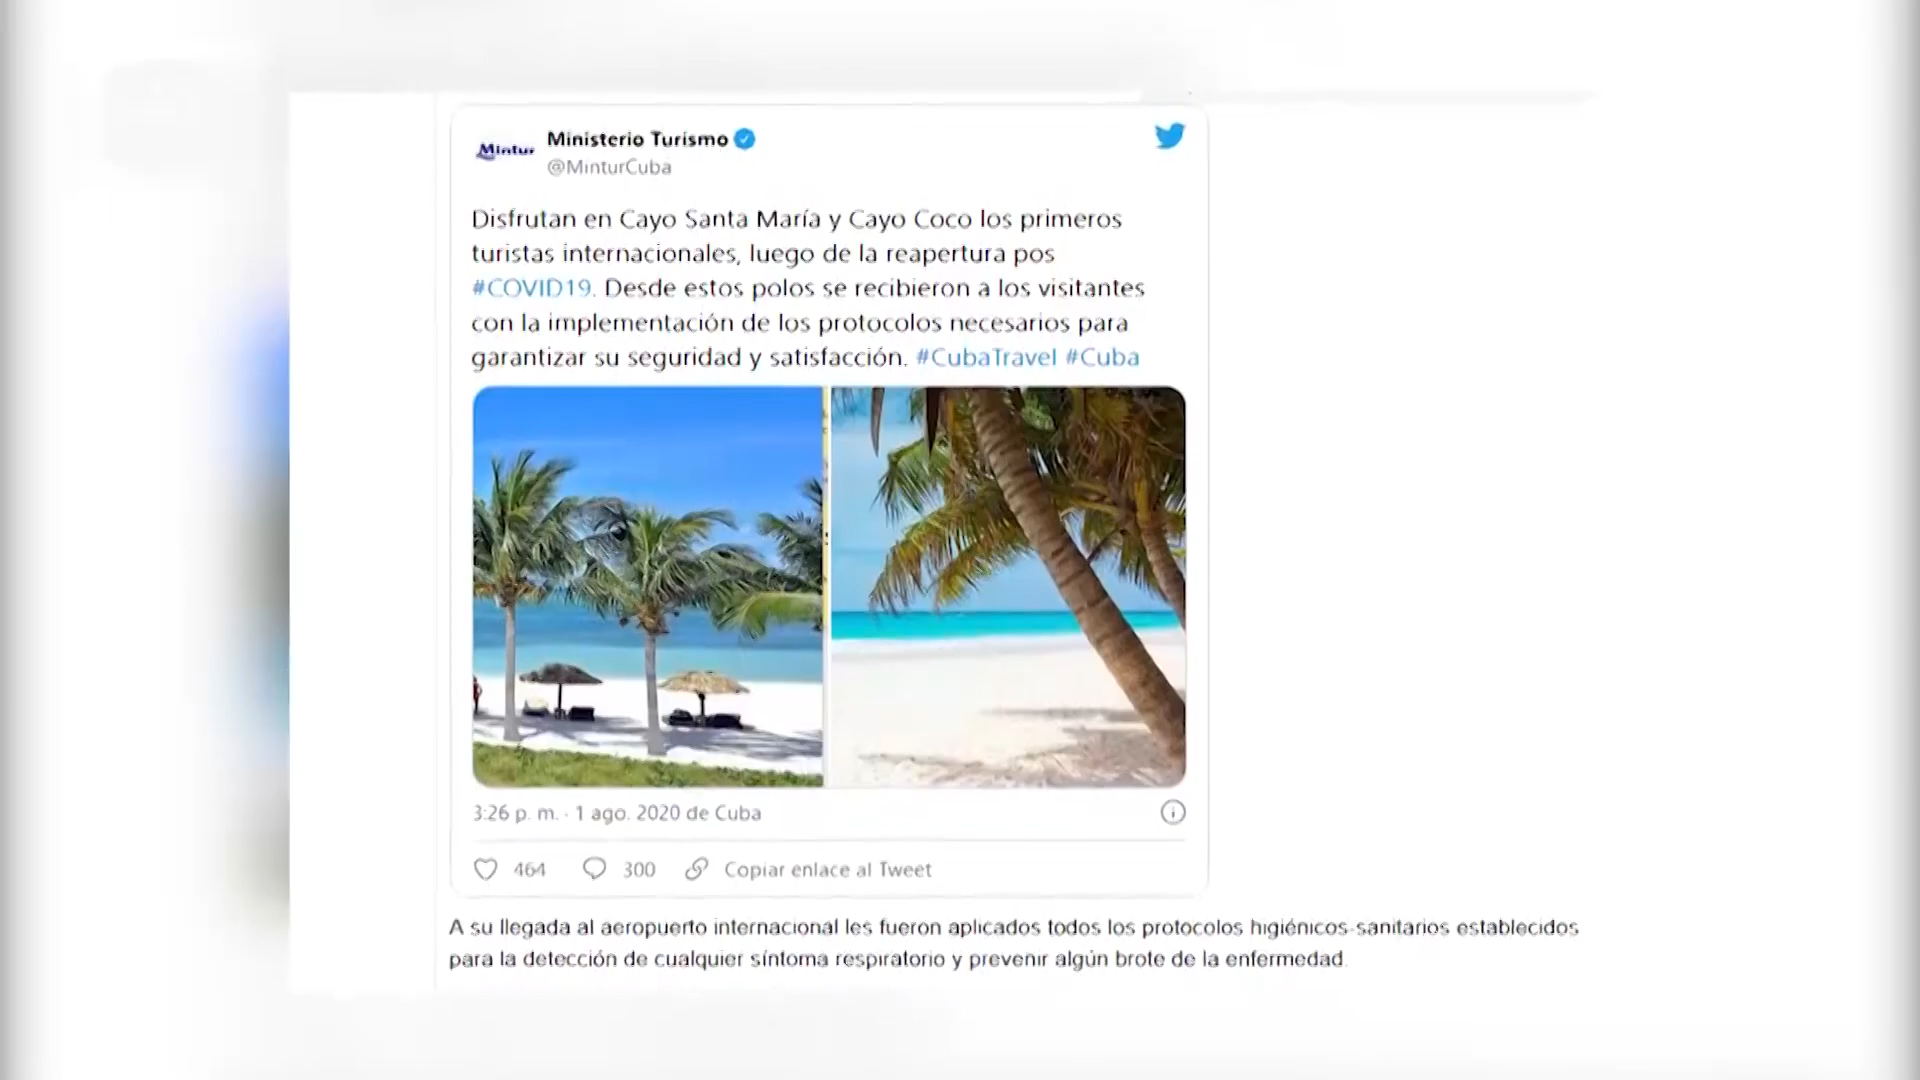 Mintur
Ministerio Turismo
@MinturCuba
Disfrutan en Cayo Santa María y Cayo Coco los primeros
turistas internacionales, luego de la reapertura pos
#COVID19. Desde estos polos se recibieron a los visitantes
con la implementación de los protocolos necesarios para
garantizar su seguridad y satisfacción. #CubaTravel #Cuba
3:26 p. m. · 1 ago. 2020 de Cuba
464 300 Copiar enlace al Tweet
A su llegada al aeropuerto internacional les fueron aplicados todos los protocolos higiénicos-sanitarios establecidos
para la detección de cualquier síntoma respiratorio y prevenir algún brote de la enfermedad.